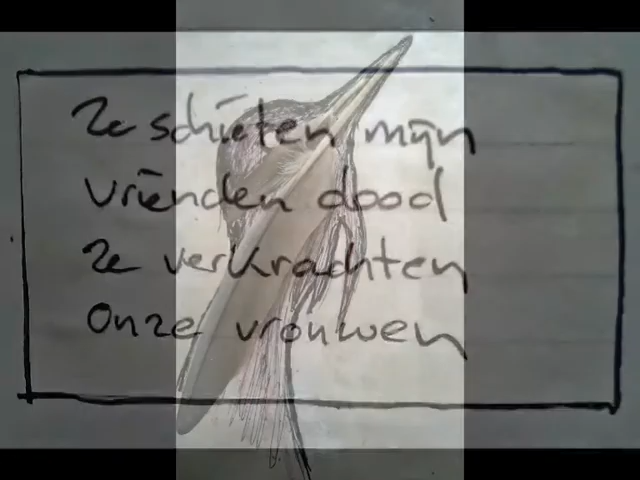 Ze schieten mijn
vrienden dood
Ze verkrachten
Onze vrouwen